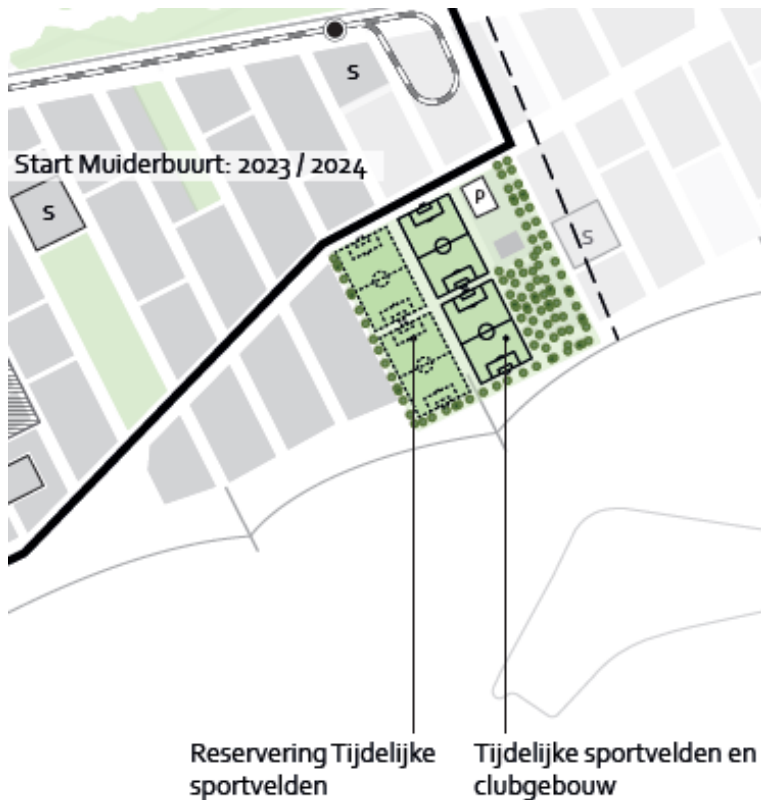 S
Start Muiderbuurt: 2023 / 2024
S
P
S
Reservering Tijdelijke
sportvelden
Tijdelijke sportvelden en
clubgebouw